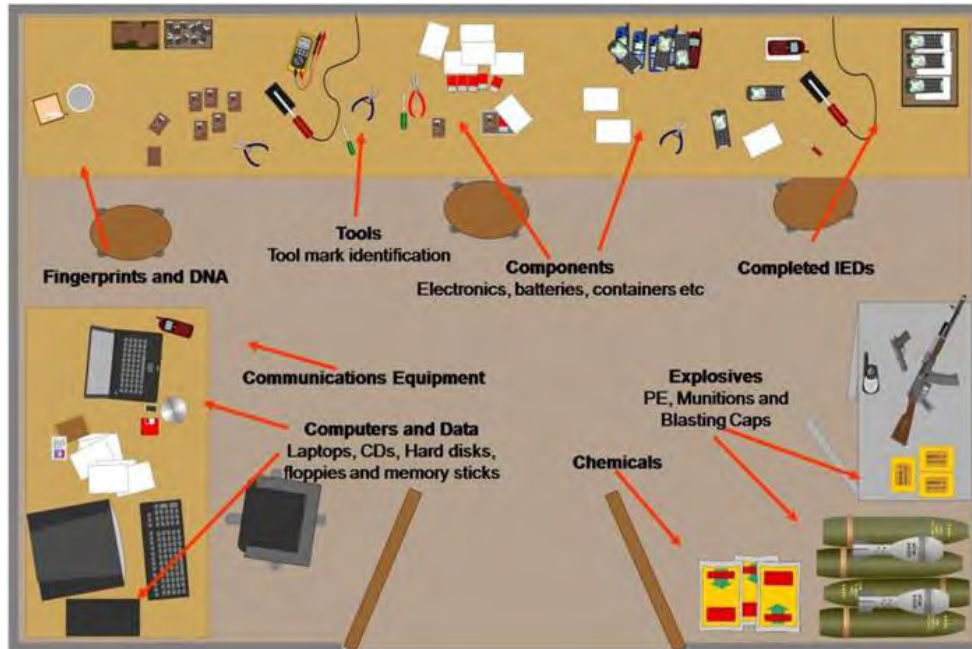 Tools
Tool mark identification
Fingerprints and DNA
Components
Electronics, batteries, containers etc
Completed IEDs
Communications Equipment
Explosives
PE, Munitions and
Blasting Caps
Computers and Data
Laptops, CDs, Hard disks,
floppies and memory sticks
Chemicals